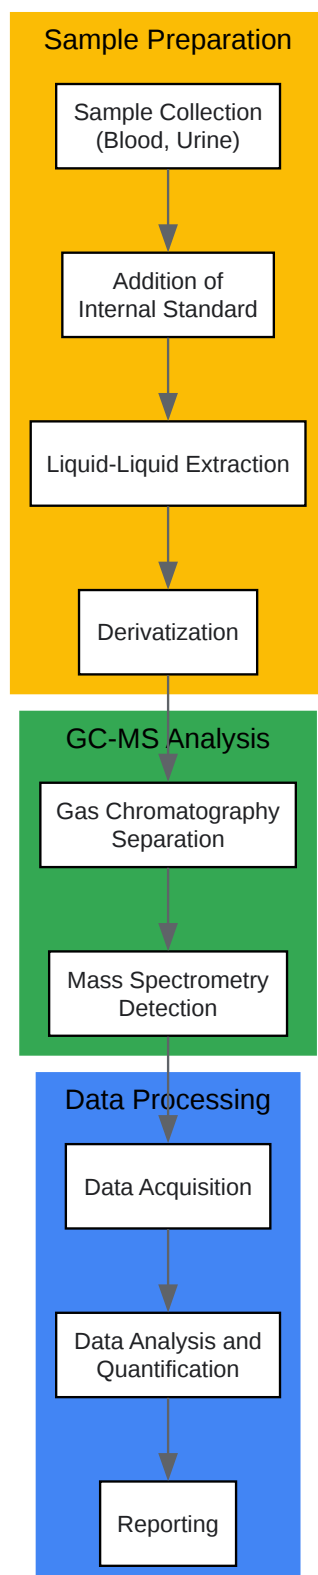 Sample Preparation
Sample Collection
(Blood, Urine)
Addition of
Internal Standard
Liquid-Liquid Extraction
Derivatization
GC-MS Analysis
Gas Chromatography
Separation
Mass Spectrometry
Detection
Data Processing
Data Acquisition
Data Analysis and
Quantification
Reporting